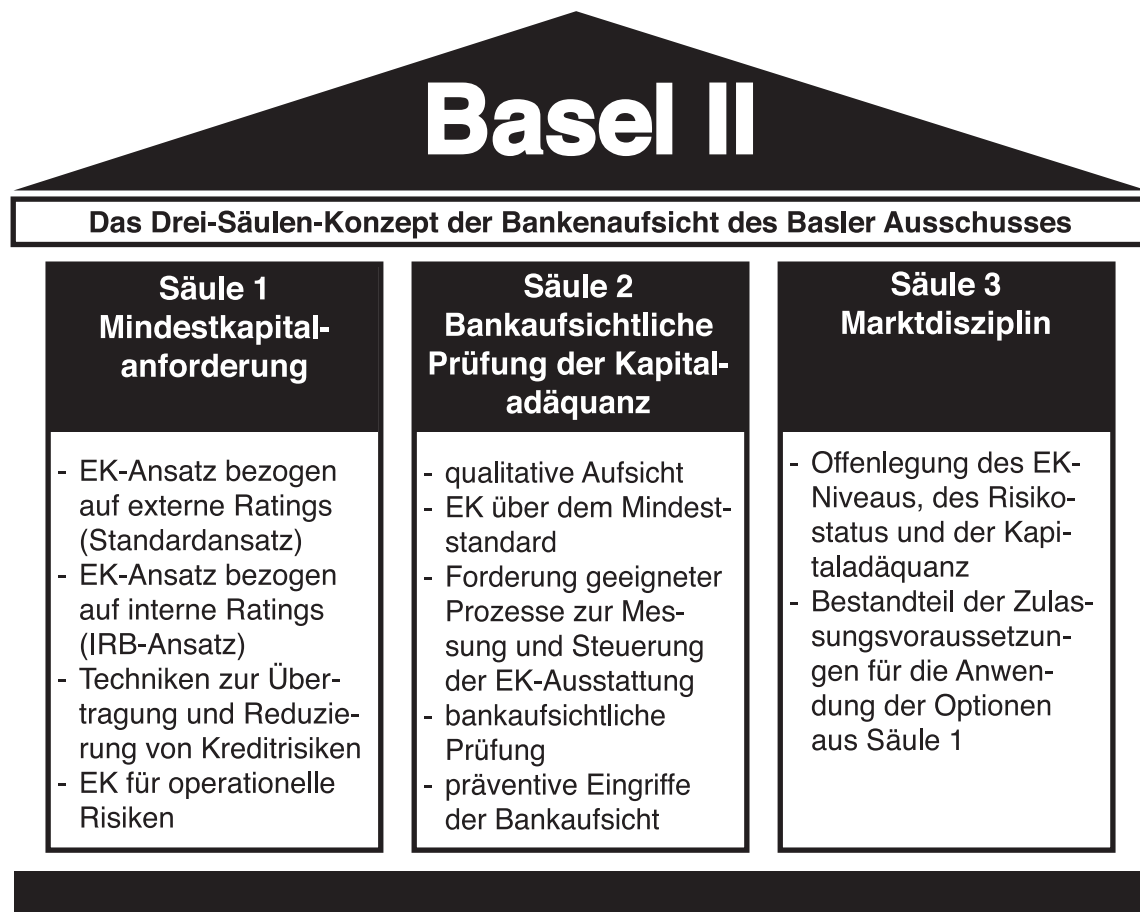 Basel II
Das Drei-Säulen-Konzept der Bankenaufsicht des Basler Ausschusses
Säule 1
Mindestkapital-
anforderung
- EK-Ansatz bezogen
auf externe Ratings
(Standardansatz)
- EK-Ansatz bezogen
auf interne Ratings
(IRB-Ansatz)
- Techniken zur Über-
tragung und Reduzie-
rung von Kreditrisiken
- EK für operationelle
Risiken
Säule 2
Bankaufsichtliche
Prüfung der Kapital-
adäquanz
- qualitative Aufsicht
- EK über dem Mindest-
standard
- Forderung geeigneter
Prozesse zur Mes-
sung und Steuerung
der EK-Ausstattung
- bankaufsichtliche
Prüfung
- präventive Eingriffe
der Bankaufsicht
Säule 3
Marktdisziplin
- Offenlegung des EK-
Niveaus, des Risiko-
status und der Kapi-
taladäquanz
- Bestandteil der Zulas-
sungsvoraussetzun-
gen für die Anwen-
dung der Optionen
aus Säule 1